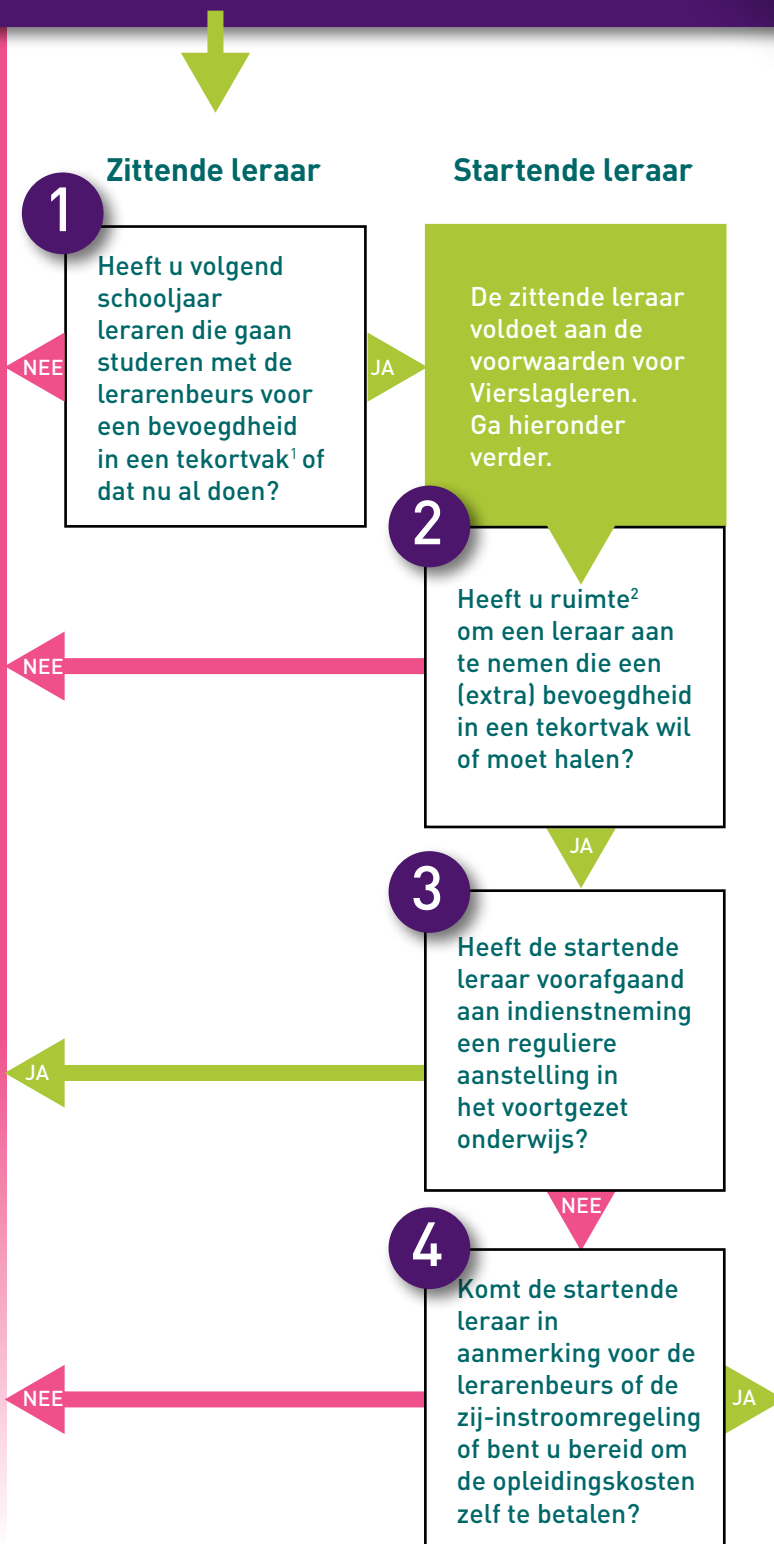 Zittende leraar
Startende leraar
1
Heeft u volgend
schooljaar
leraren die gaan
studeren met de
lerarenbeurs voor
een bevoegdheid
in een tekortvak¹ of
dat nu al doen?
NEE
JA
De zittende leraar
voldoet aan de
voorwaarden voor
Vierslagleren.
Ga hieronder
verder.
2
Heeft u ruimte²
om een leraar aan
te nemen die een
(extra) bevoegdheid
in een tekortvak wil
of moet halen?
NEE
JA
3
Heeft de startende
leraar voorafgaand
aan indienstneming
een reguliere
aanstelling in
het voortgezet
onderwijs?
JA
NEE
4
Komt de startende
leraar in
aanmerking voor de
lerarenbeurs of de
zij-instroomregeling
of bent u bereid om
de opleidingskosten
zelf te betalen?
NEE
JA